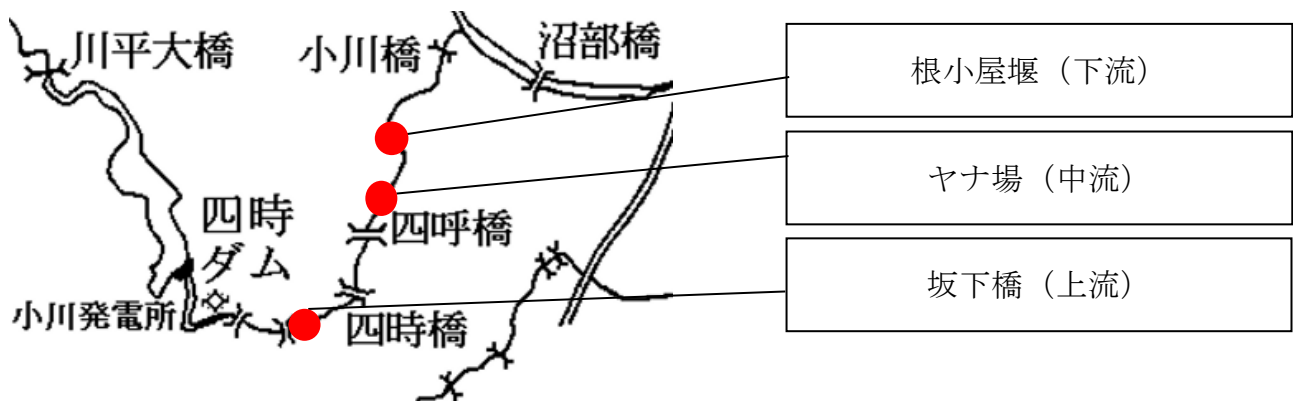 川平大橋
小川橋
沼部橋
四時
ダム
四呼橋
小川発電所
四時橋
根小屋堰（下流）
ヤナ場（中流）
坂下橋（上流）